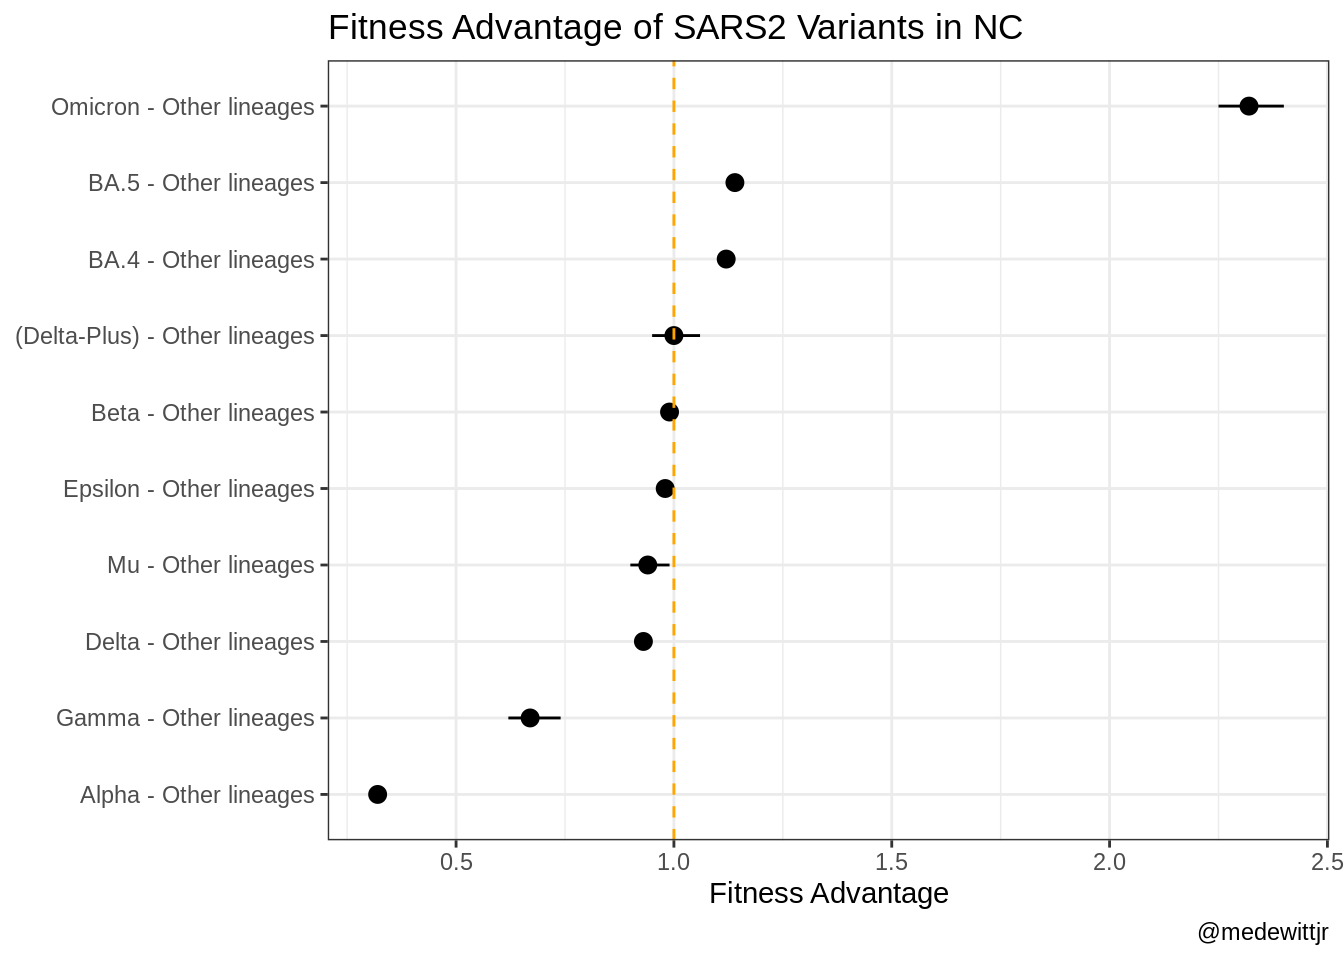 Fitness Advantage of SARS2 Variants in NC
Omicron - Other lineages
BA.5 - Other lineages
BA.4 - Other lineages
(Delta-Plus) - Other lineages
Beta - Other lineages
Epsilon - Other lineages
Mu - Other lineages
Delta - Other lineages
Gamma - Other lineages
Alpha - Other lineages
0.5 1.0 1.5 2.0 2.5
Fitness Advantage
@medewittjr